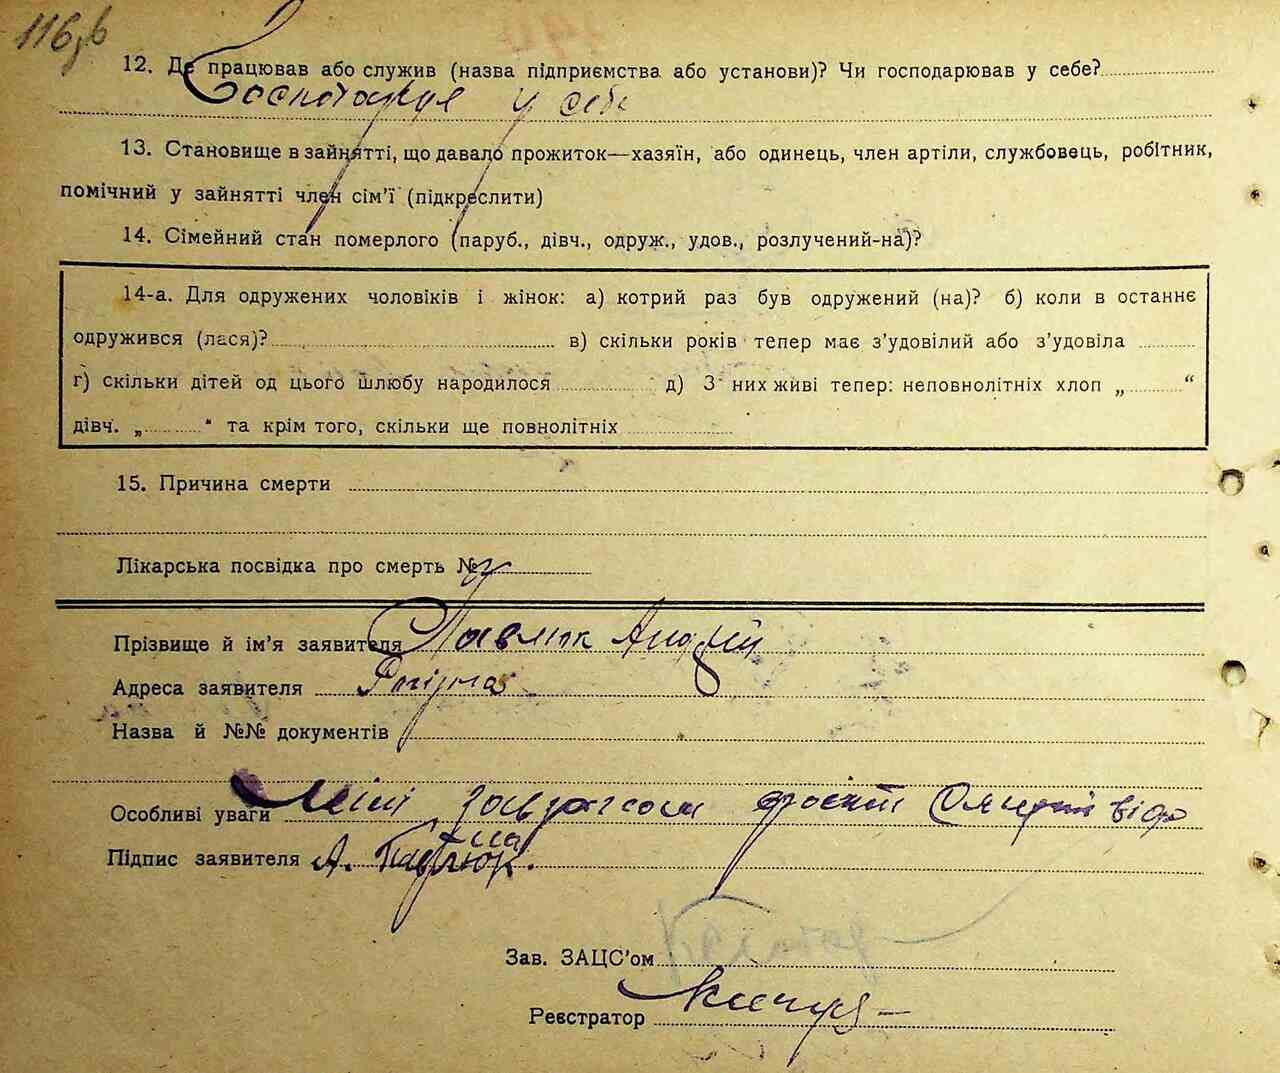 116зв
12. Де працював або служив (назва підприємства або установи)? Чи господарював у себе?
Господарює у себе
13. Становище в зайнятті, що давало прожиток—хазяїн, або одинець, член артіли, службовець, робітник,
помічний у зайнятті член сім'ї (підкреслити)
14. Сімейний стан померлого (паруб., дівч., одруж., удов., розлучений-на)?
14-а. Для одружених чоловіків і жінок: а) котрий раз був одружений (на)? б) коли в останнє
одружився (лася)? в) скільки років тепер має з'удовілий або з'удовіла
г) скільки дітей од цього шлюбу народилося д) З них живі тепер: неповнолітніх хлоп „ “
дівч. „ “ та крім того, скільки ще повнолітніх
15. Причина смерти
Лікарська посвідка про смерть №
Прізвище й ім'я заявителя Павлюк Андрій
Адреса заявителя
Назва й №№ документів
Особливі уваги
Підпис заявителя А. Павлюк.
Зав. ЗАЦС'ом
Реєстратор